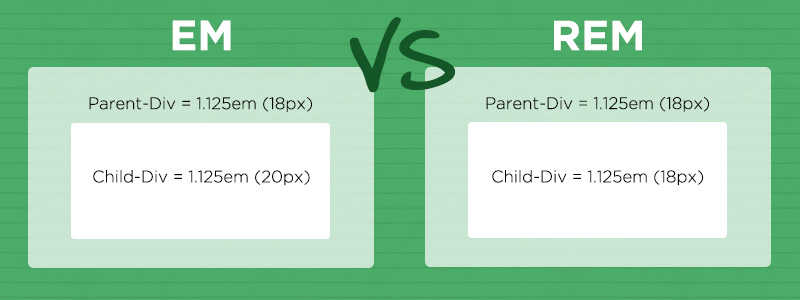 EM
VS
REM
Parent-Div = 1.125em (18px)
Child-Div = 1.125em (20px)
Parent-Div = 1.125em (18px)
Child-Div = 1.125em (18px)